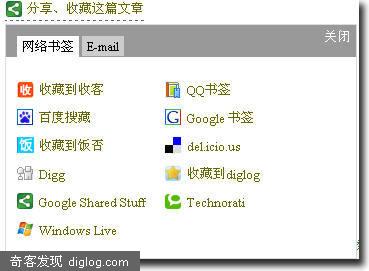 分享、收藏这篇文章
关闭
网络书签 E-mail
收藏到收客 QQ书签
百度搜藏 Google 书签
收藏到饭否 del.icio.us
Digg 收藏到diglog
Google Shared Stuff Technorati
Windows Live
奇客发现 diglog.com